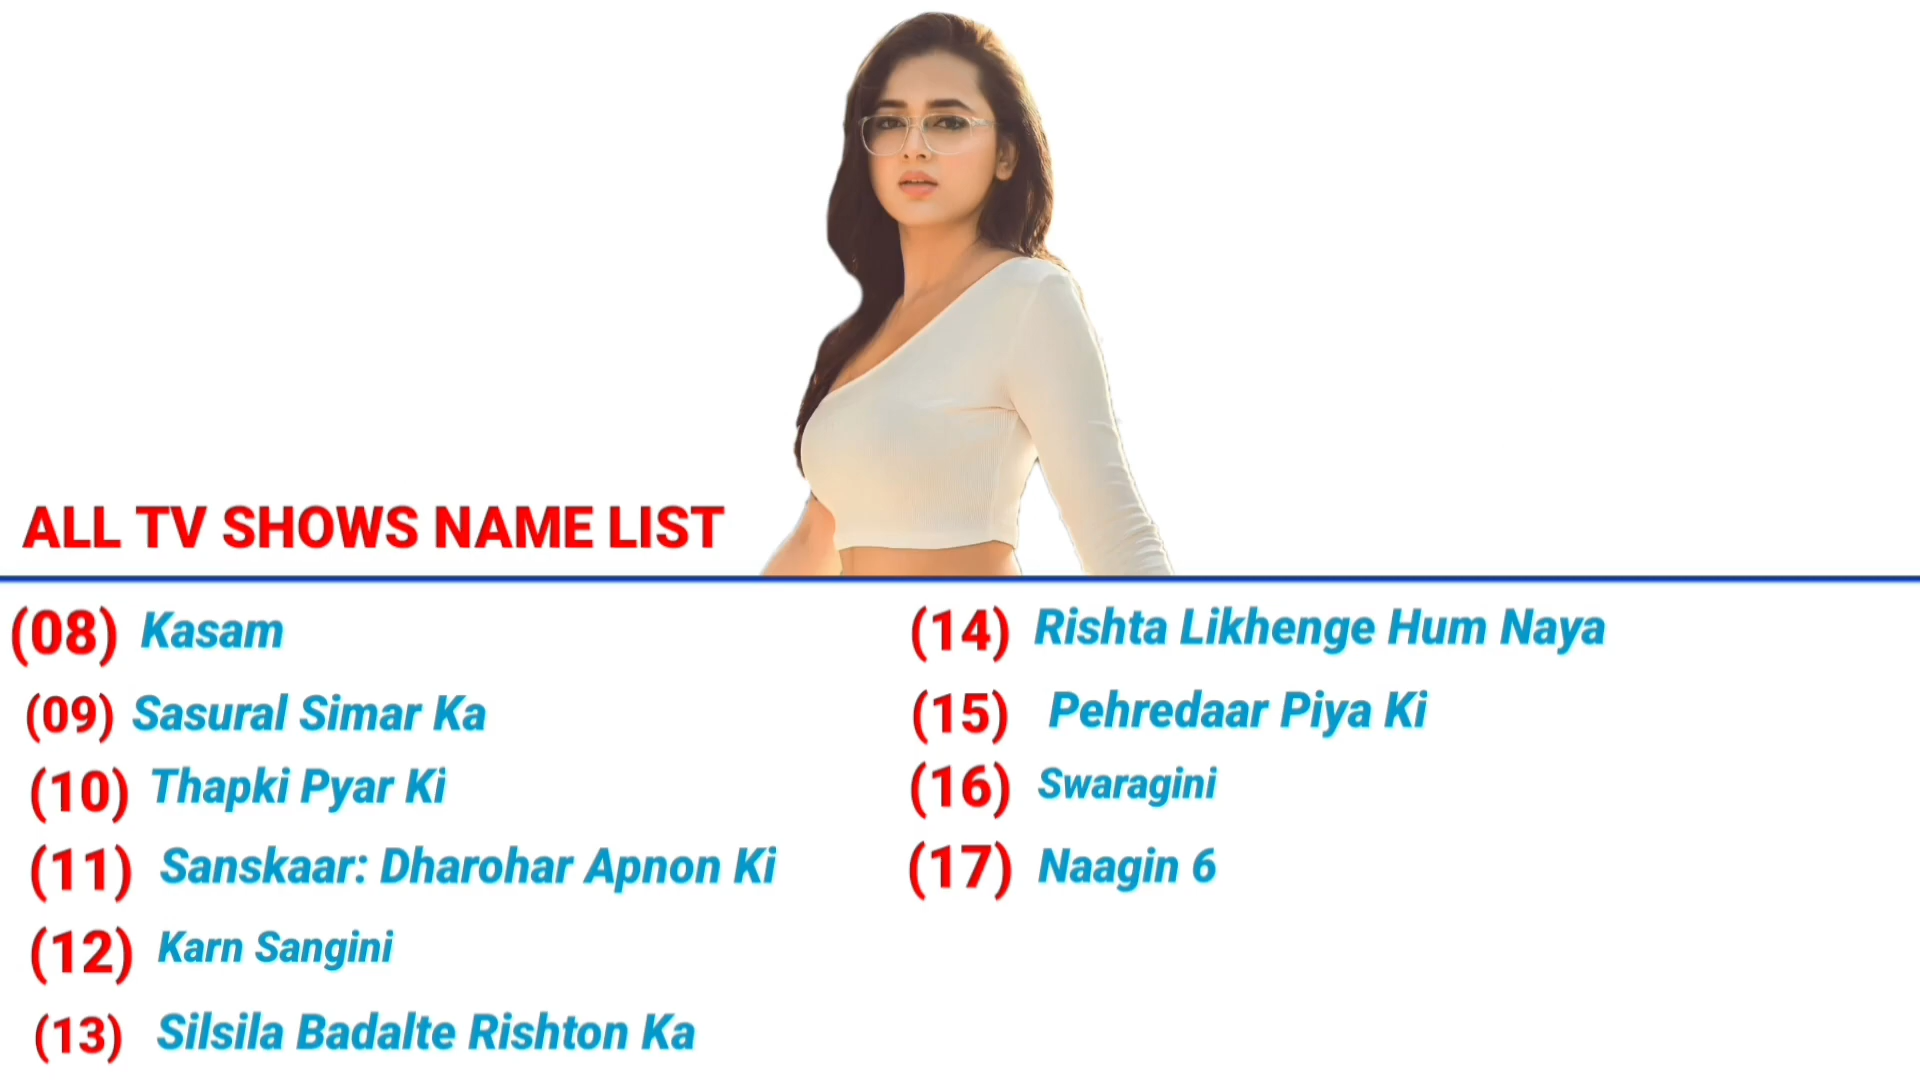 ALL TV SHOWS NAME LIST
(08) Kasam
(09) Sasural Simar Ka
(10) Thapki Pyar Ki
(11) Sanskaar: Dharohar Apnon Ki
(12) Karn Sangini
(13) Silsila Badalte Rishton Ka
(14) Rishta Likhenge Hum Naya
(15) Pehredaar Piya Ki
(16) Swaragini
(17) Naagin 6